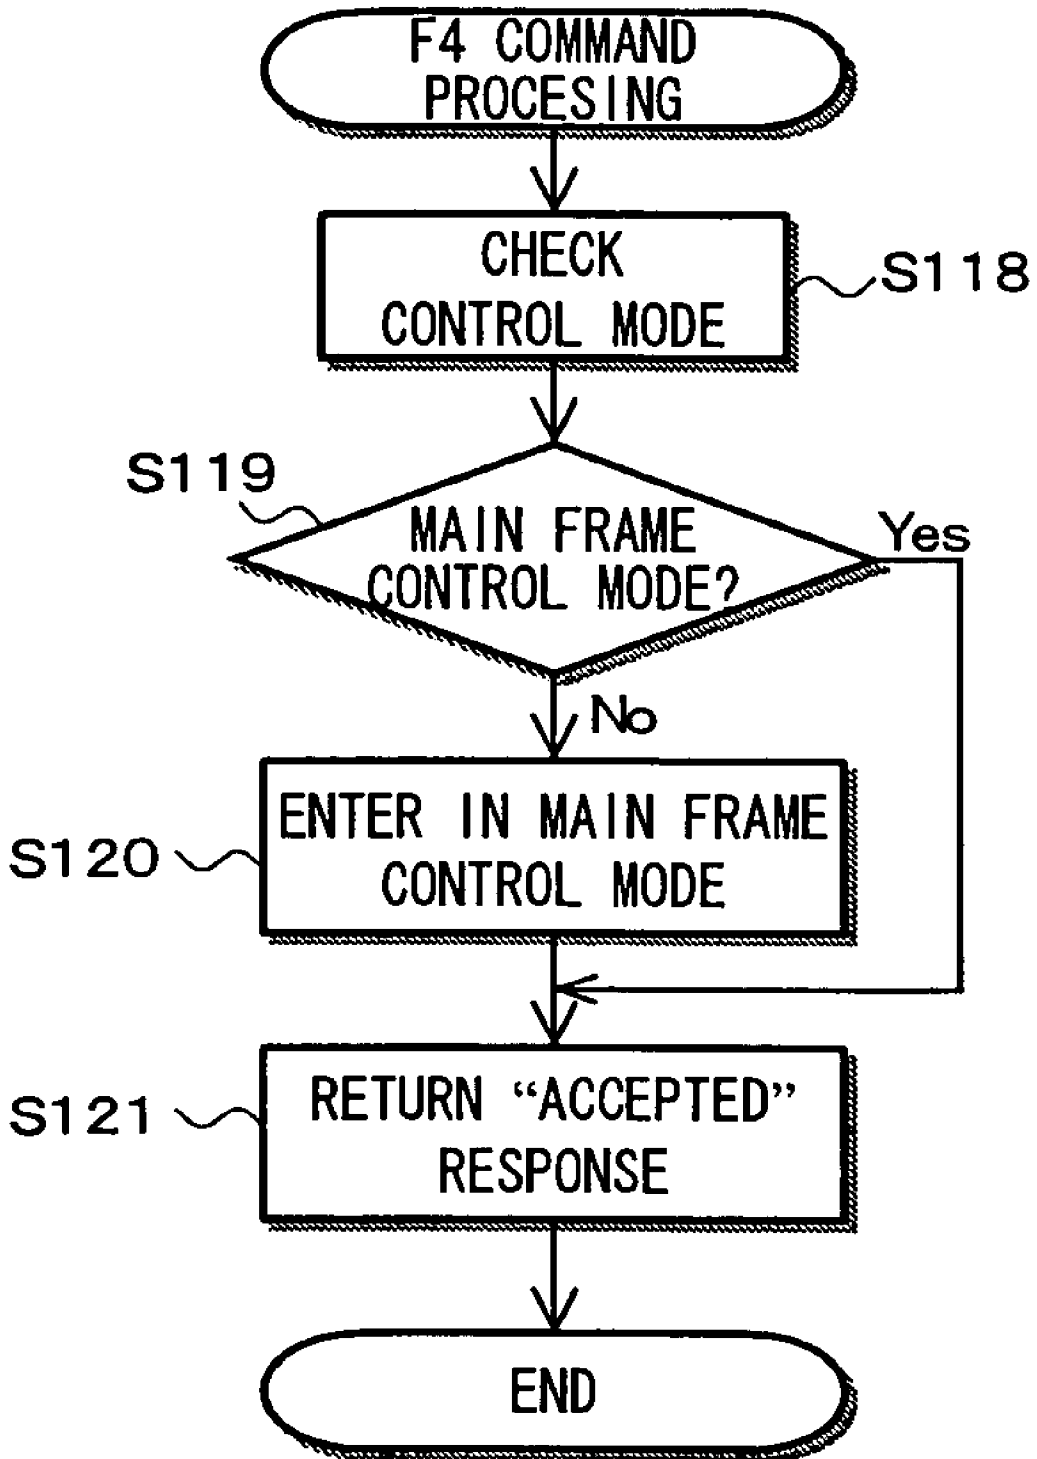 F4 COMMAND
PROCESING
CHECK
CONTROL MODE
S118
S119
MAIN FRAME
CONTROL MODE?
Yes
No
ENTER IN MAIN FRAME
CONTROL MODE
S120
RETURN “ACCEPTED”
RESPONSE
S121
END